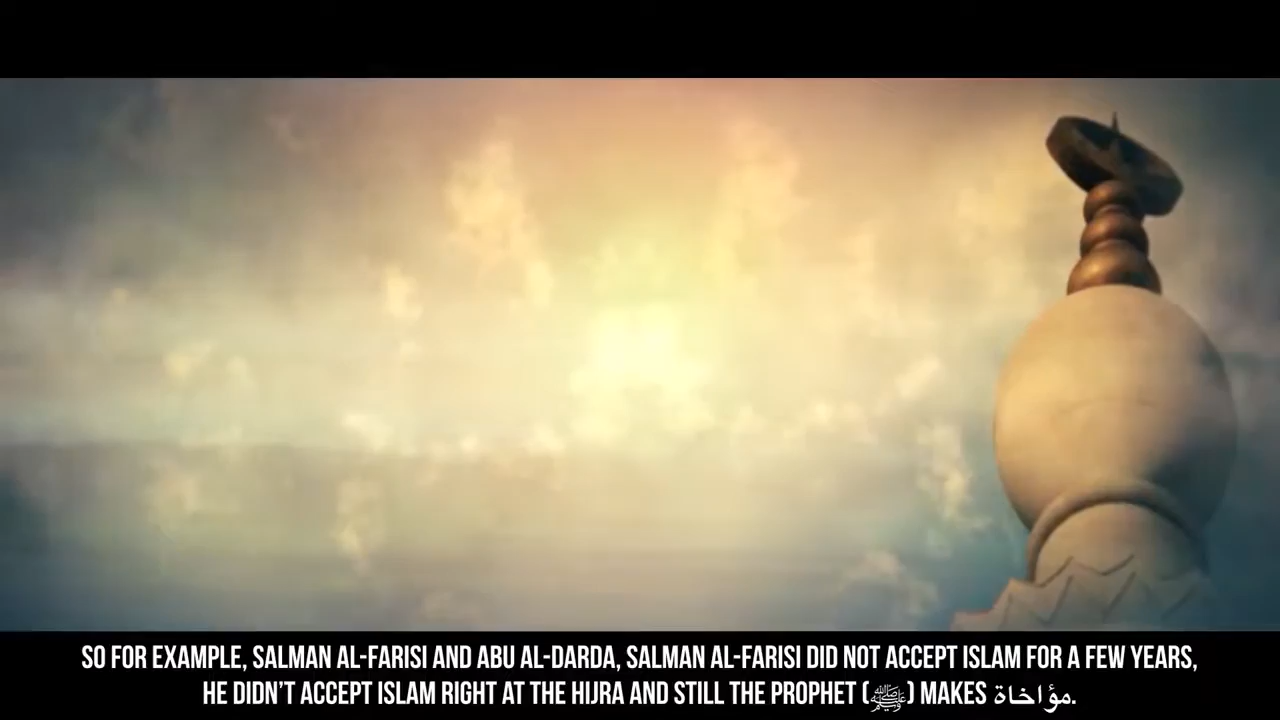 SO FOR EXAMPLE, SALMAN AL-FARISI AND ABU AL-DARDA, SALMAN AL-FARISI DID NOT ACCEPT ISLAM FOR A FEW YEARS,
HE DIDN'T ACCEPT ISLAM RIGHT AT THE HIJRA AND STILL THE PROPHET (ﷺ) MAKES مؤاخاة.